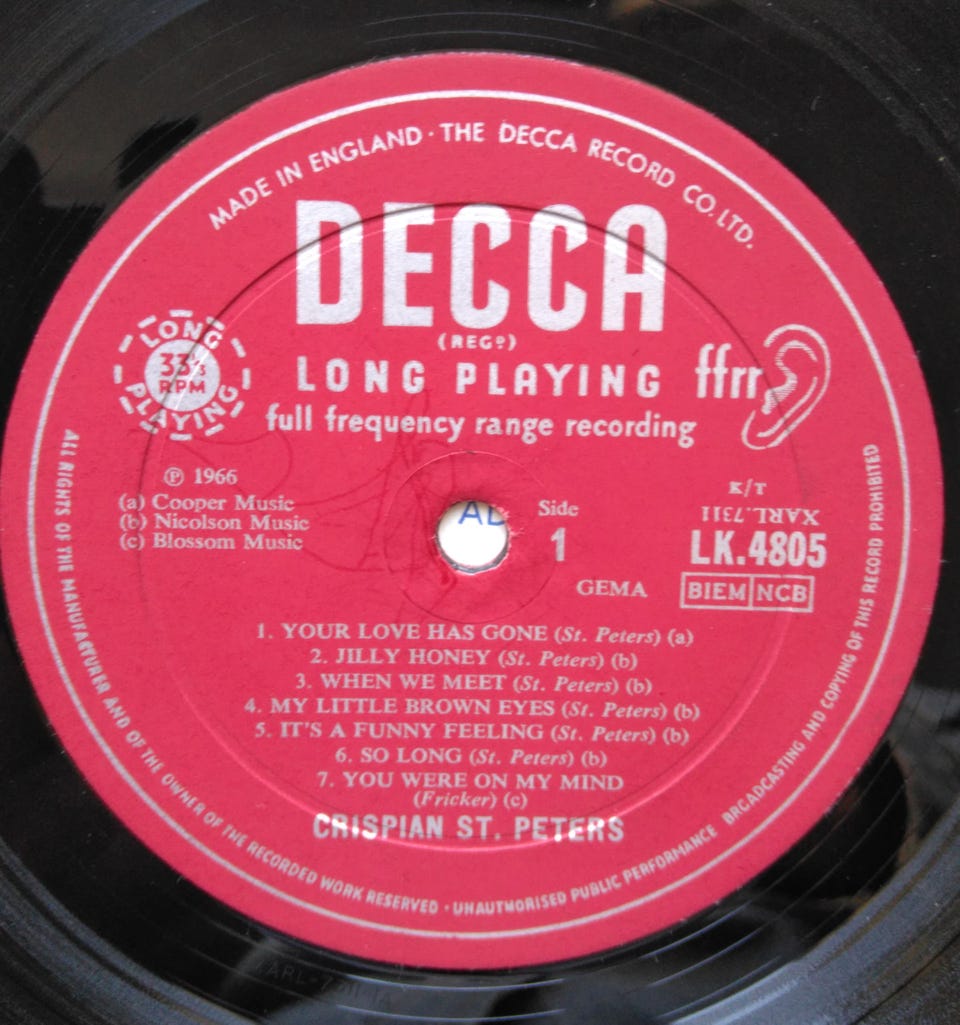 MADE IN ENGLAND · THE DECCA RECORD CO. LTD.
DECCA
(REGD)
LONG PLAYING
33⅓
RPM
LONG PLAYING
ffrr
full frequency range recording
℗ 1966
(a) Cooper Music
(b) Nicolson Music
(c) Blossom Music
AL
Side
1
K/T
XARL.7311
LK.4805
GEMA
BIEM NCB
1. YOUR LOVE HAS GONE (St. Peters) (a)
2. JILLY HONEY (St. Peters) (b)
3. WHEN WE MEET (St. Peters) (b)
4. MY LITTLE BROWN EYES (St. Peters) (b)
5. IT'S A FUNNY FEELING (St. Peters) (b)
6. SO LONG (St. Peters) (b)
7. YOU WERE ON MY MIND
(Fricker) (c)
CRISPIAN ST. PETERS
ALL RIGHTS OF THE MANUFACTURER AND OF THE OWNER OF THE RECORDED WORK RESERVED · UNAUTHORISED PUBLIC PERFORMANCE BROADCASTING AND COPYING OF THIS RECORD PROHIBITED